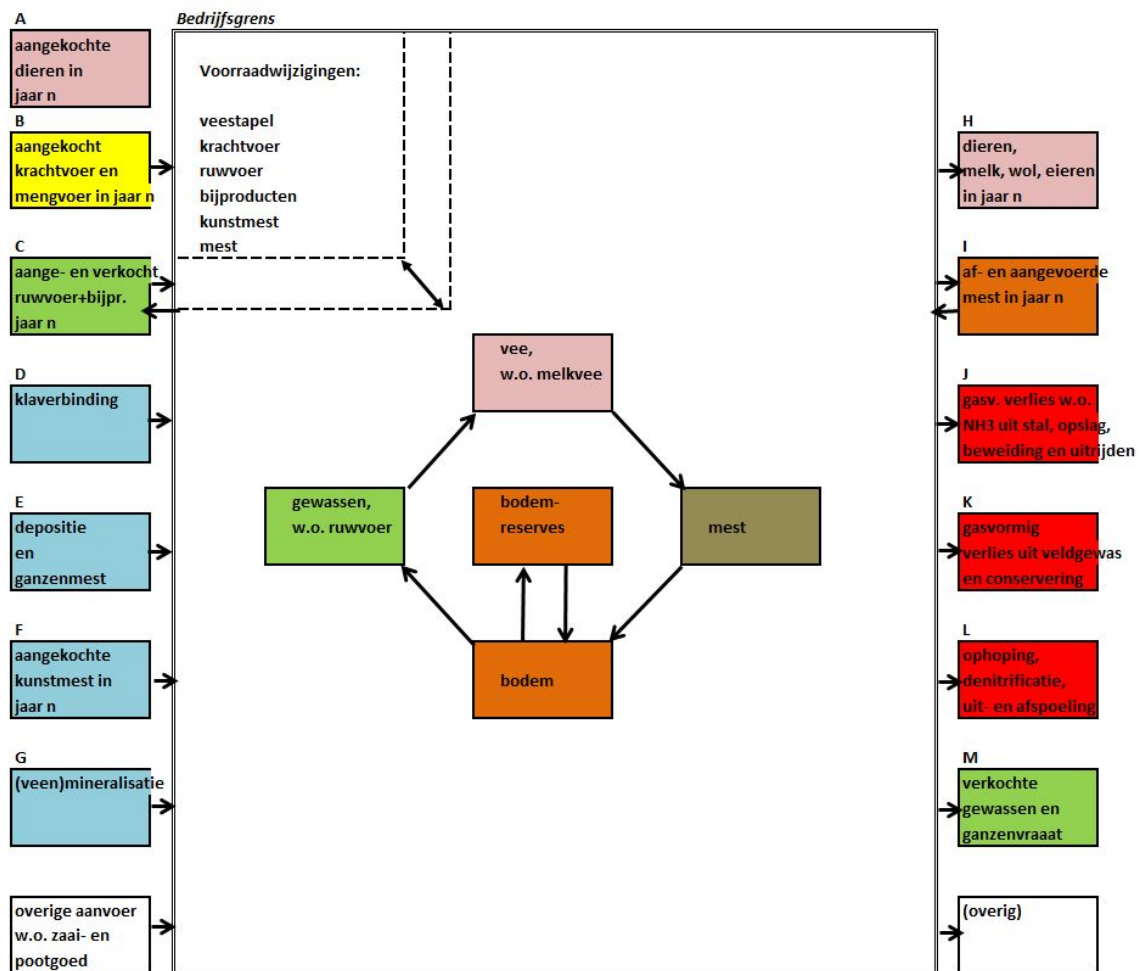 A
aangekochte
dieren in
jaar n
B
aangekocht
krachtvoer en
mengvoer in jaar n
C
aange- en verkocht
ruwvoer+bijpr.
jaar n
D
klaverbinding
E
depositie
en
ganzenmest
F
aangekochte
kunstmest in
jaar n
G
(veen)mineralisatie
overige aanvoer
w.o. zaai- en
pootgoed
Bedrijfsgrens
Voorraadwijzigingen:
veestapel
krachtvoer
ruwvoer
bijproducten
kunstmest
mest
vee,
w.o. melkvee
gewassen,
w.o. ruwvoer
bodem-
reserves
mest
bodem
H
dieren,
melk, wol, eieren
in jaar n
I
af- en aangevoerde
mest in jaar n
J
gasv. verlies w.o.
NH3 uit stal, opslag,
beweiding en uitrijden
K
gasvormig
verlies uit veldgewas
en conservering
L
ophoping,
denitrificatie,
uit- en afspoeling
M
verkochte
gewassen en
ganzenvraaat
(overig)